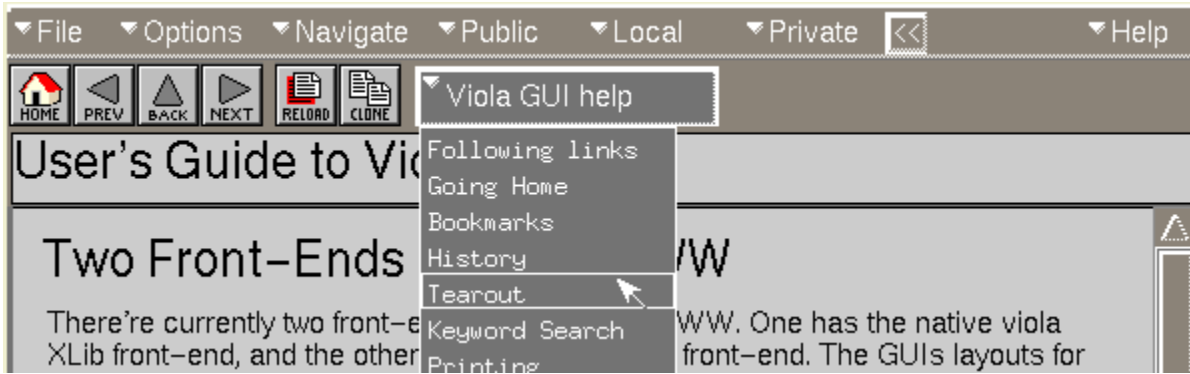 File Options Navigate Public Local Private << Help
HOME PREV BACK NEXT RELOAD CLONE Viola GUI help
User's Guide to Vi
Following links
Going Home
Bookmarks
History
Tearout
Keyword Search
Printing
Two Front-Ends WW
There're currently two front-e WW. One has the native viola
XLib front-end, and the other front-end. The GUIs layouts for